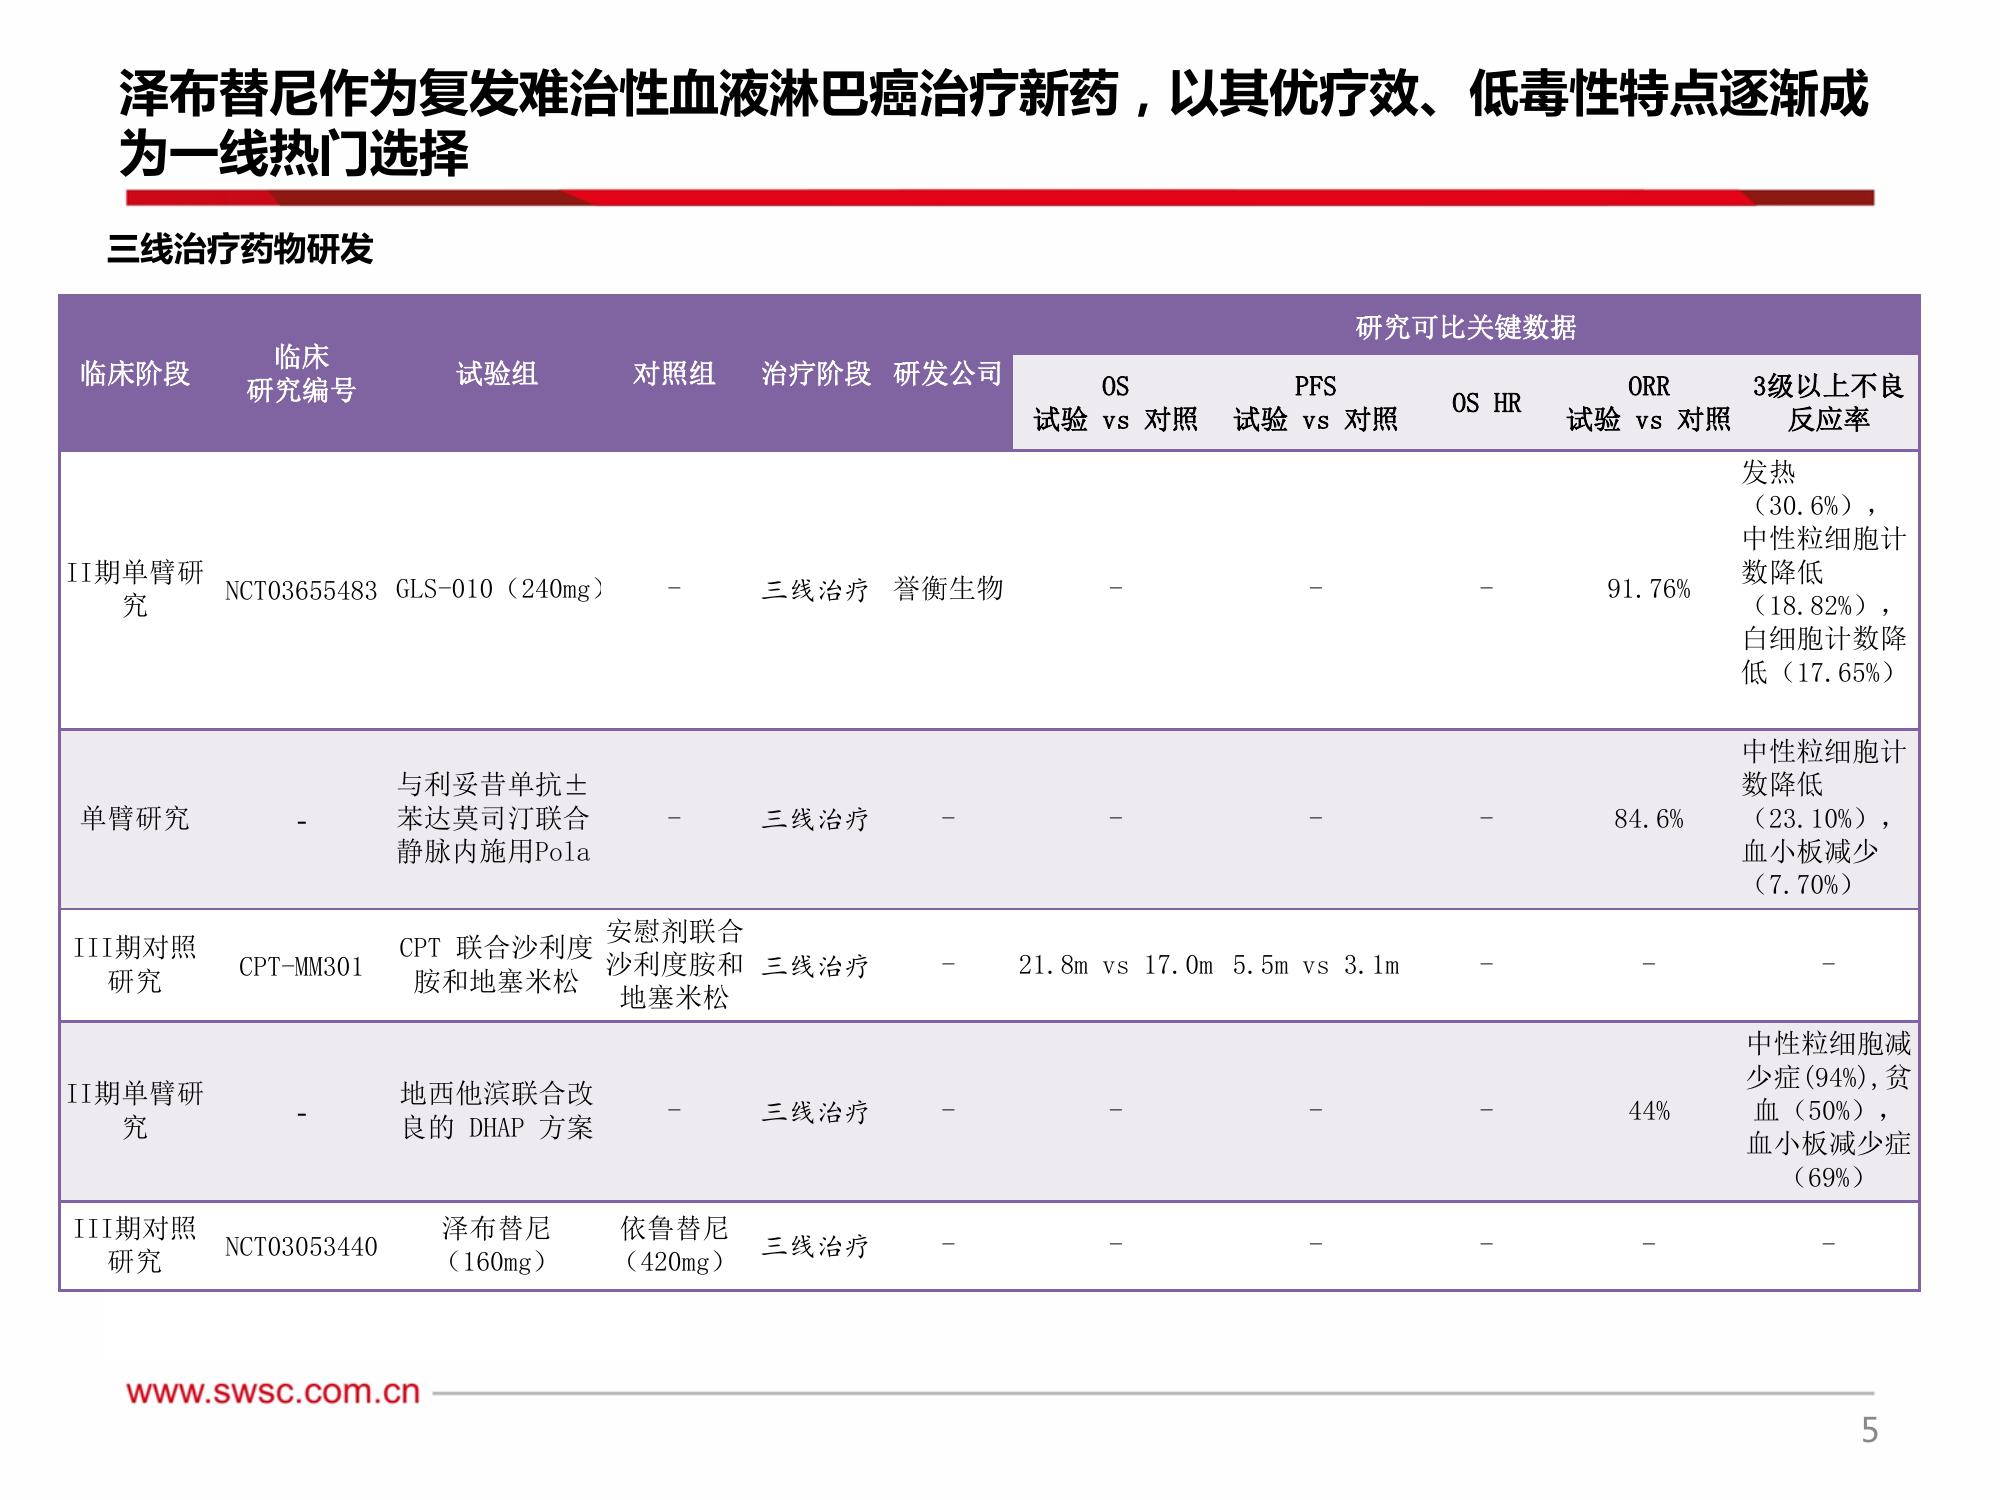 泽布替尼作为复发难治性血液淋巴癌治疗新药，以其优疗效、低毒性特点逐渐成
为一线热门选择
三线治疗药物研发
临床阶段
临床
研究编号
试验组
对照组
治疗阶段
研发公司
研究可比关键数据
OS
试验 vs 对照
PFS
试验 vs 对照
OS HR
ORR
试验 vs 对照
3级以上不良
反应率
II期单臂研
究
NCT03655483
GLS-010（240mg）
-
三线治疗
誉衡生物
-
-
-
91.76%
发热
（30.6%），
中性粒细胞计
数降低
（18.82%），
白细胞计数降
低（17.65%）
单臂研究
-
与利妥昔单抗±
苯达莫司汀联合
静脉内施用Pola
-
三线治疗
-
-
-
-
84.6%
中性粒细胞计
数降低
（23.10%），
血小板减少
（7.70%）
III期对照
研究
CPT-MM301
CPT 联合沙利度
胺和地塞米松
安慰剂联合
沙利度胺和
地塞米松
三线治疗
-
21.8m vs 17.0m
5.5m vs 3.1m
-
-
-
II期单臂研
究
-
地西他滨联合改
良的 DHAP 方案
-
三线治疗
-
-
-
-
44%
中性粒细胞减
少症(94%),贫
血（50%），
血小板减少症
（69%）
III期对照
研究
NCT03053440
泽布替尼
（160mg）
依鲁替尼
（420mg）
三线治疗
-
-
-
-
-
-
www.swsc.com.cn
5